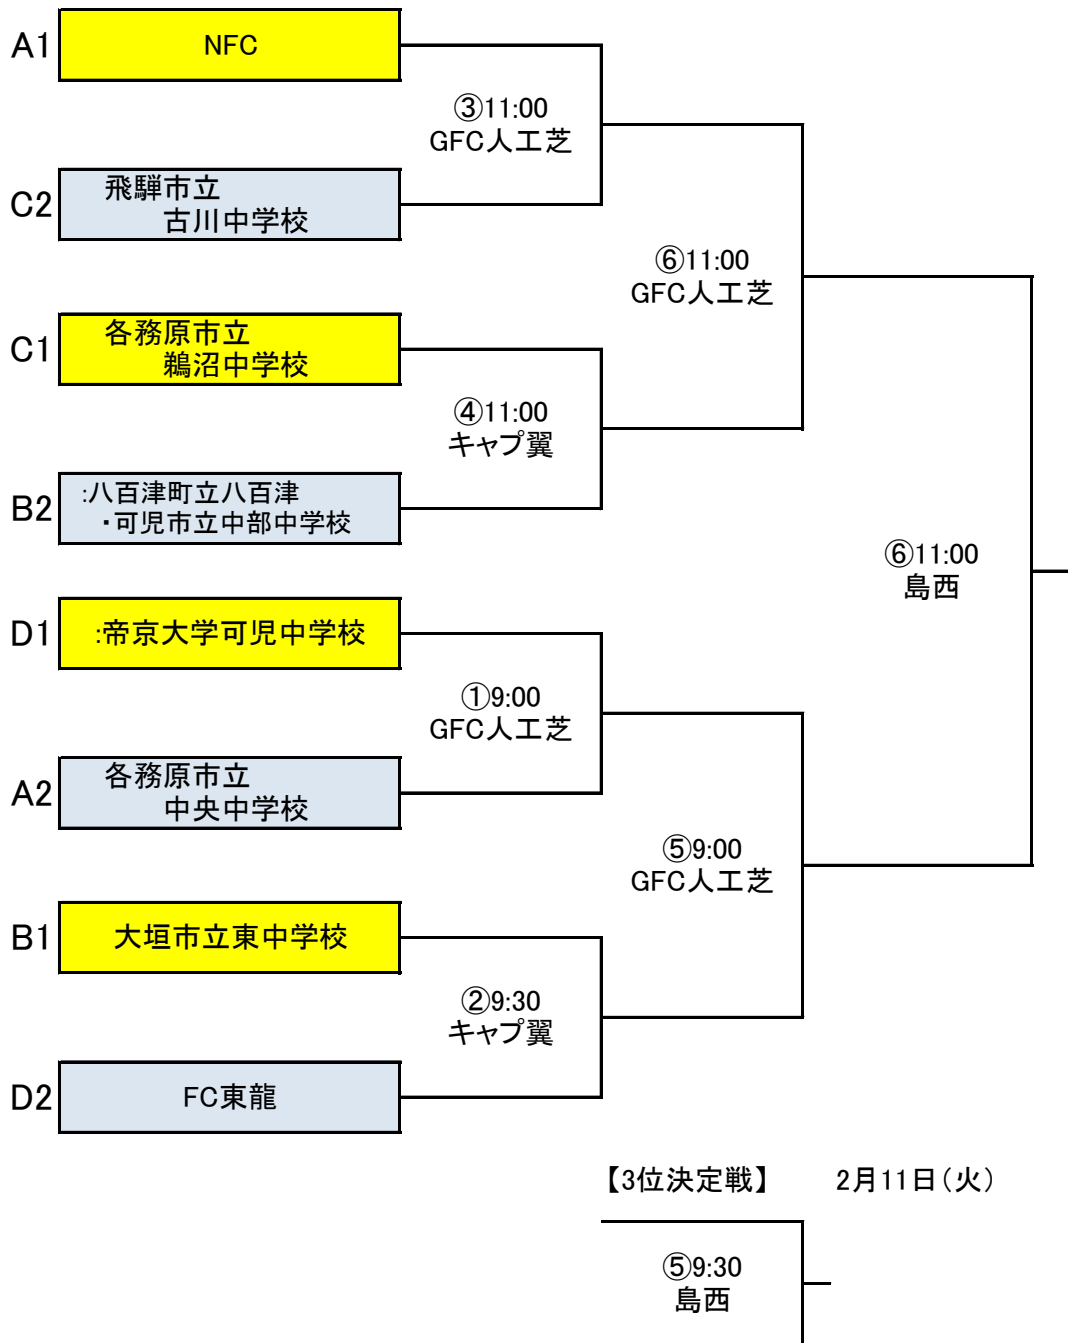 A1
NFC
③11:00
GFC人工芝
C2
飛騨市立
古川中学校
⑥11:00
GFC人工芝
C1
各務原市立
鵜沼中学校
④11:00
キャプ翼
B2
:八百津町立八百津
・可児市立中部中学校
⑥11:00
島西
D1
:帝京大学可児中学校
①9:00
GFC人工芝
A2
各務原市立
中央中学校
⑤9:00
GFC人工芝
B1
大垣市立東中学校
②9:30
キャプ翼
D2
FC東龍
【3位決定戦】 2月11日(火)
⑤9:30
島西